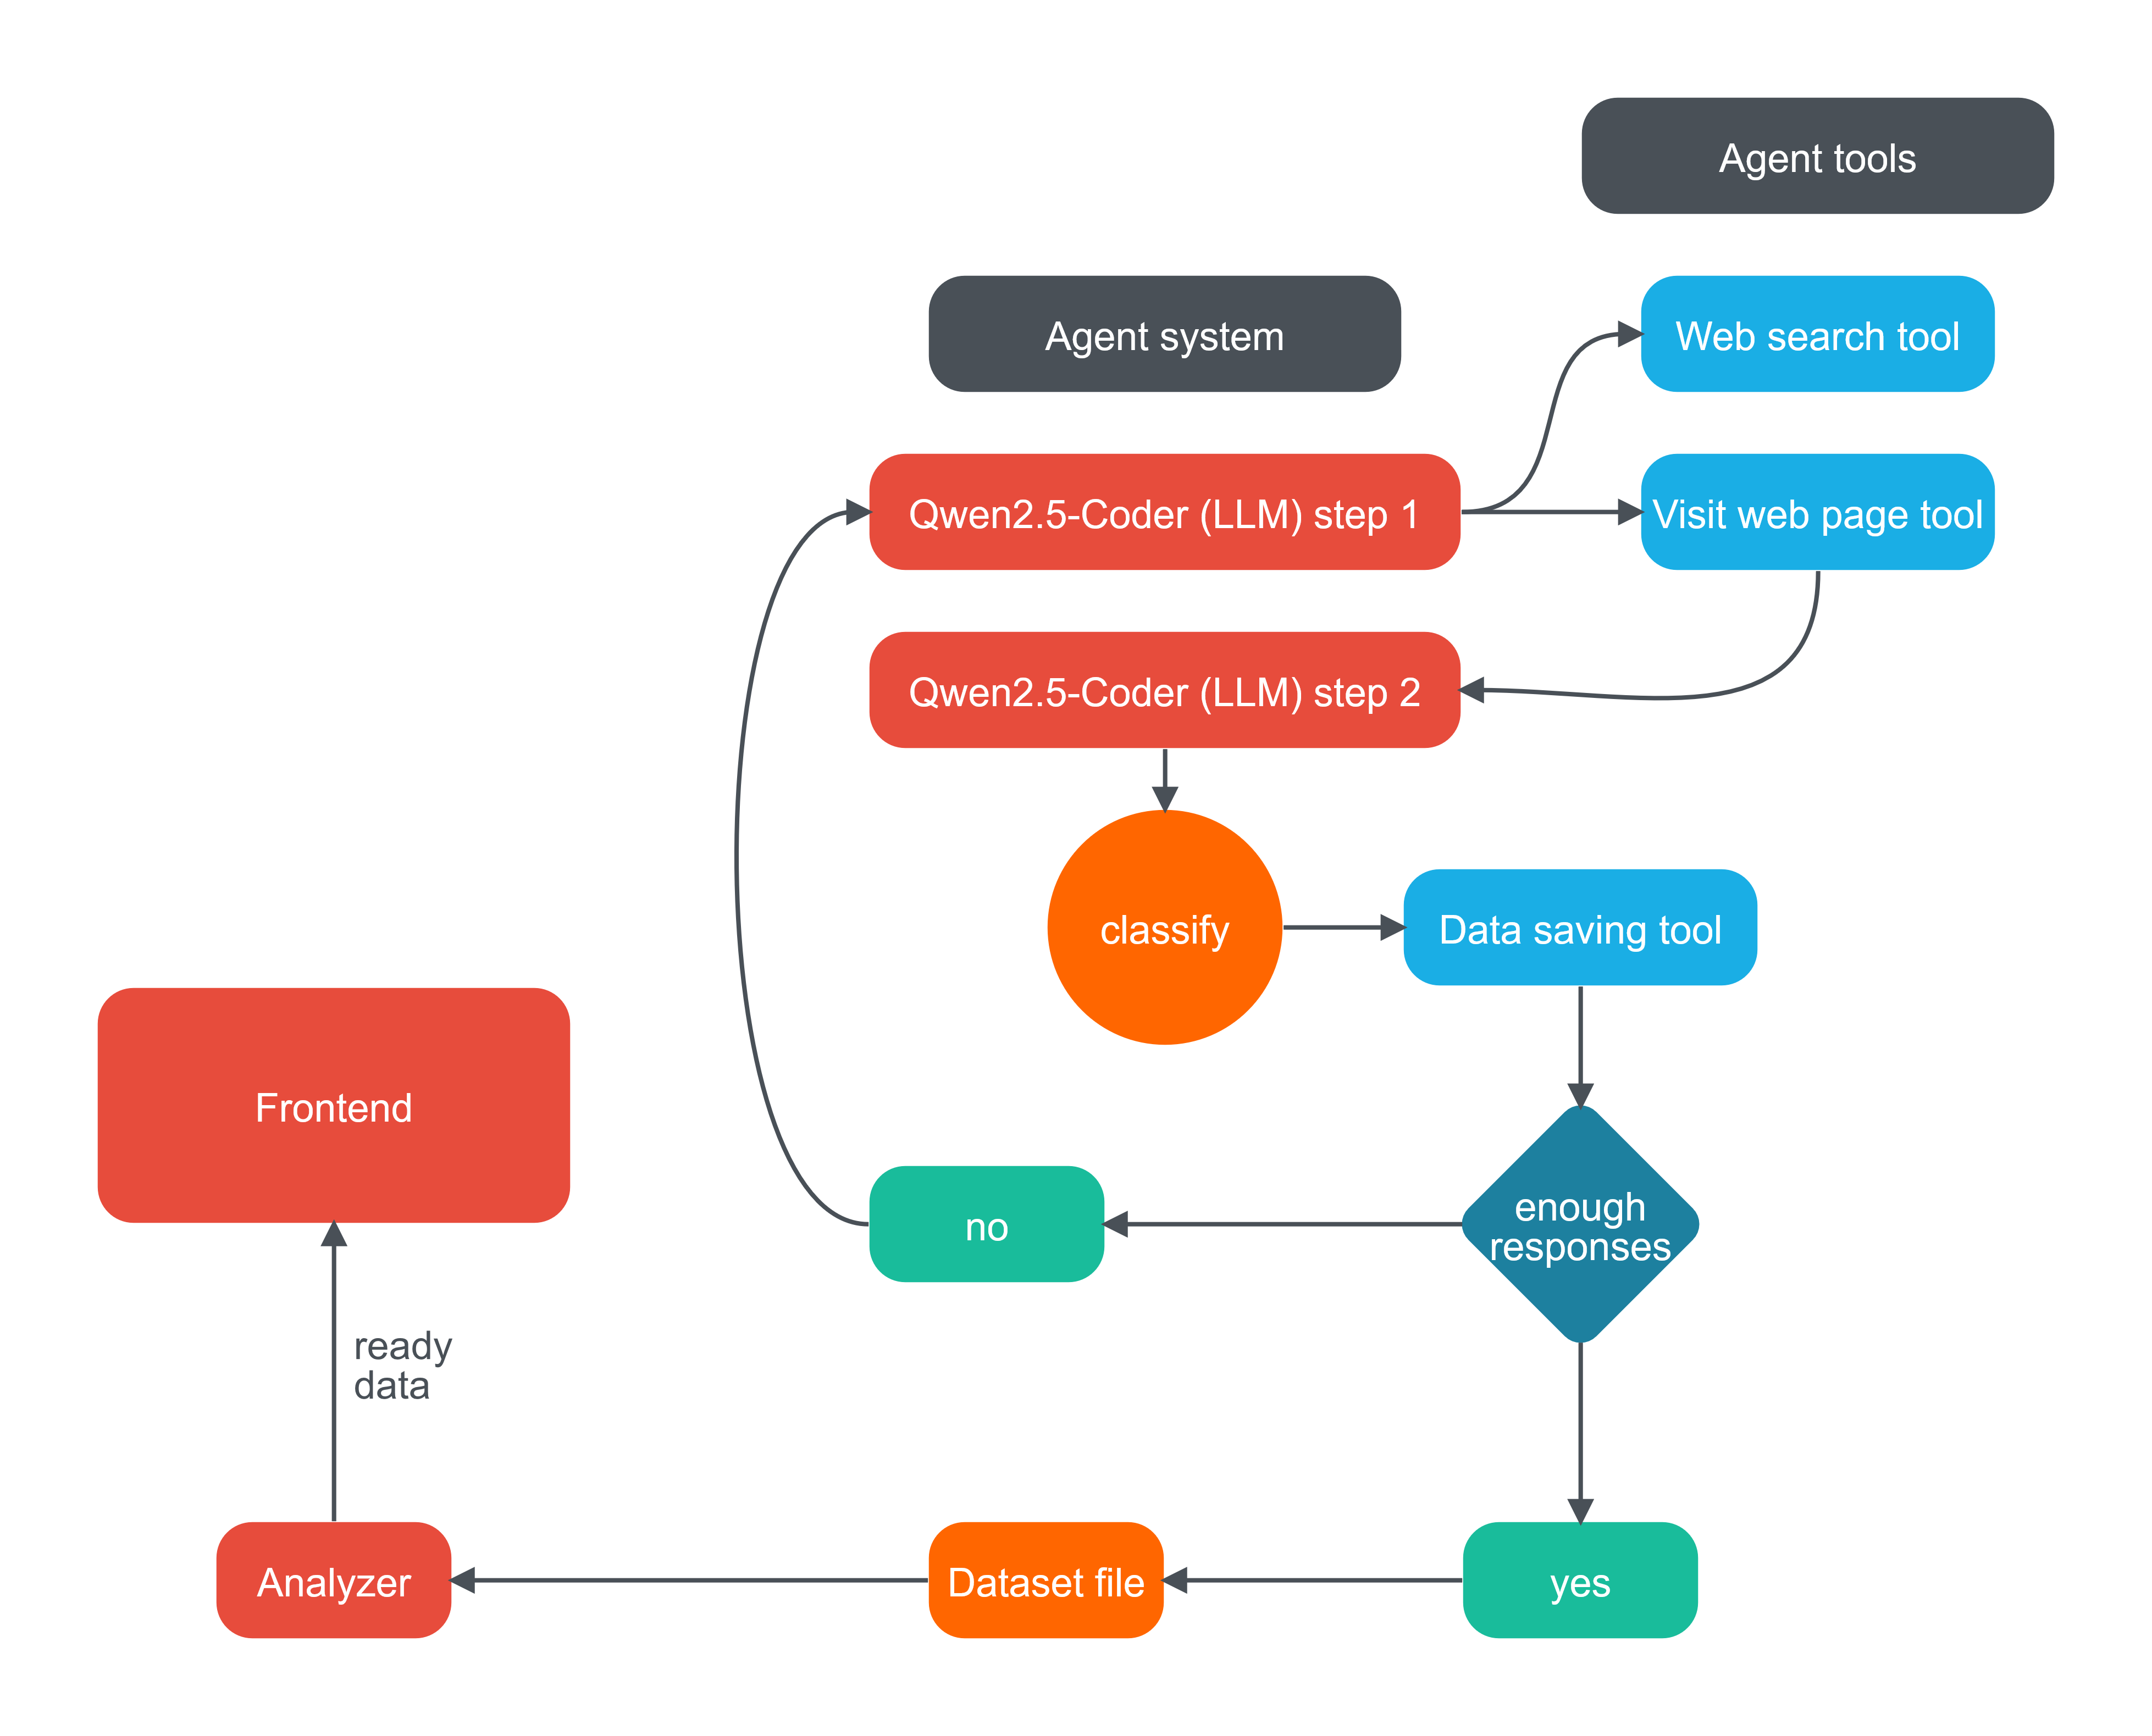 Agent tools
Agent system
Web search tool
Qwen2.5-Coder (LLM) step 1
Visit web page tool
Qwen2.5-Coder (LLM) step 2
classify
Data saving tool
Frontend
enough
responses
no
ready
data
Analyzer
Dataset file
yes